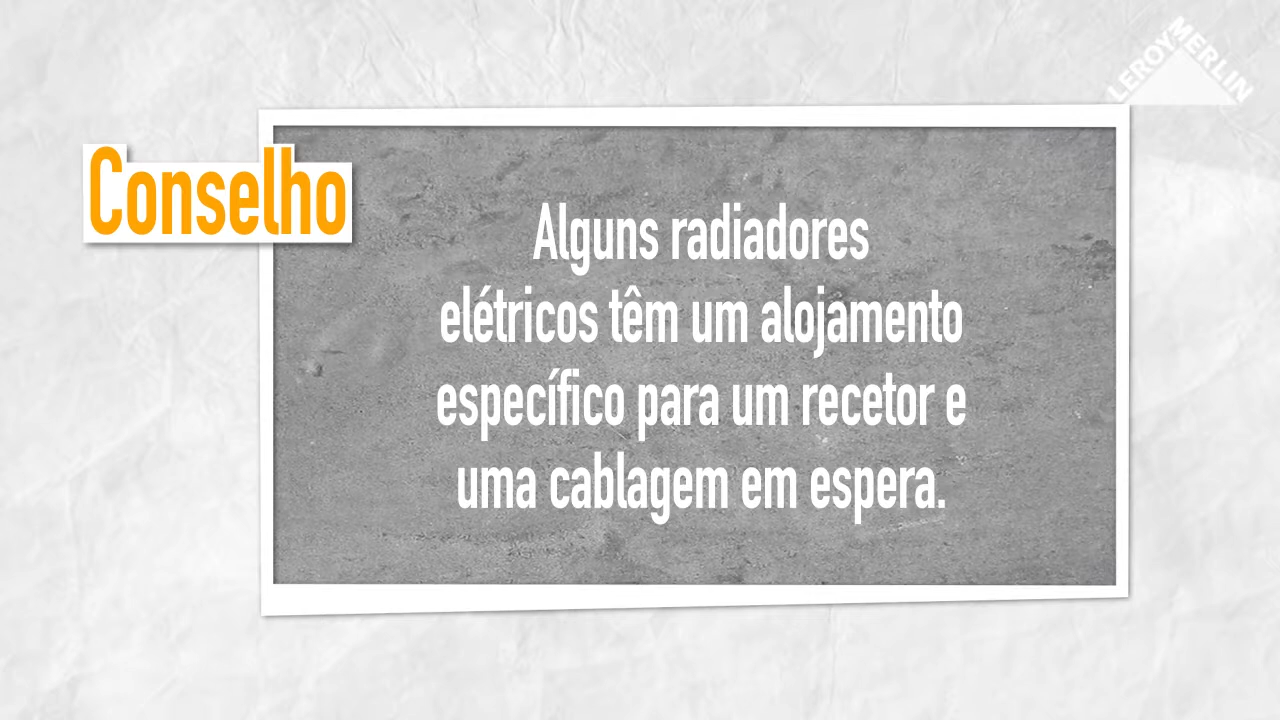 LEROY MERLIN
Conselho
Alguns radiadores
elétricos têm um alojamento
específico para um recetor e
uma cablagem em espera.